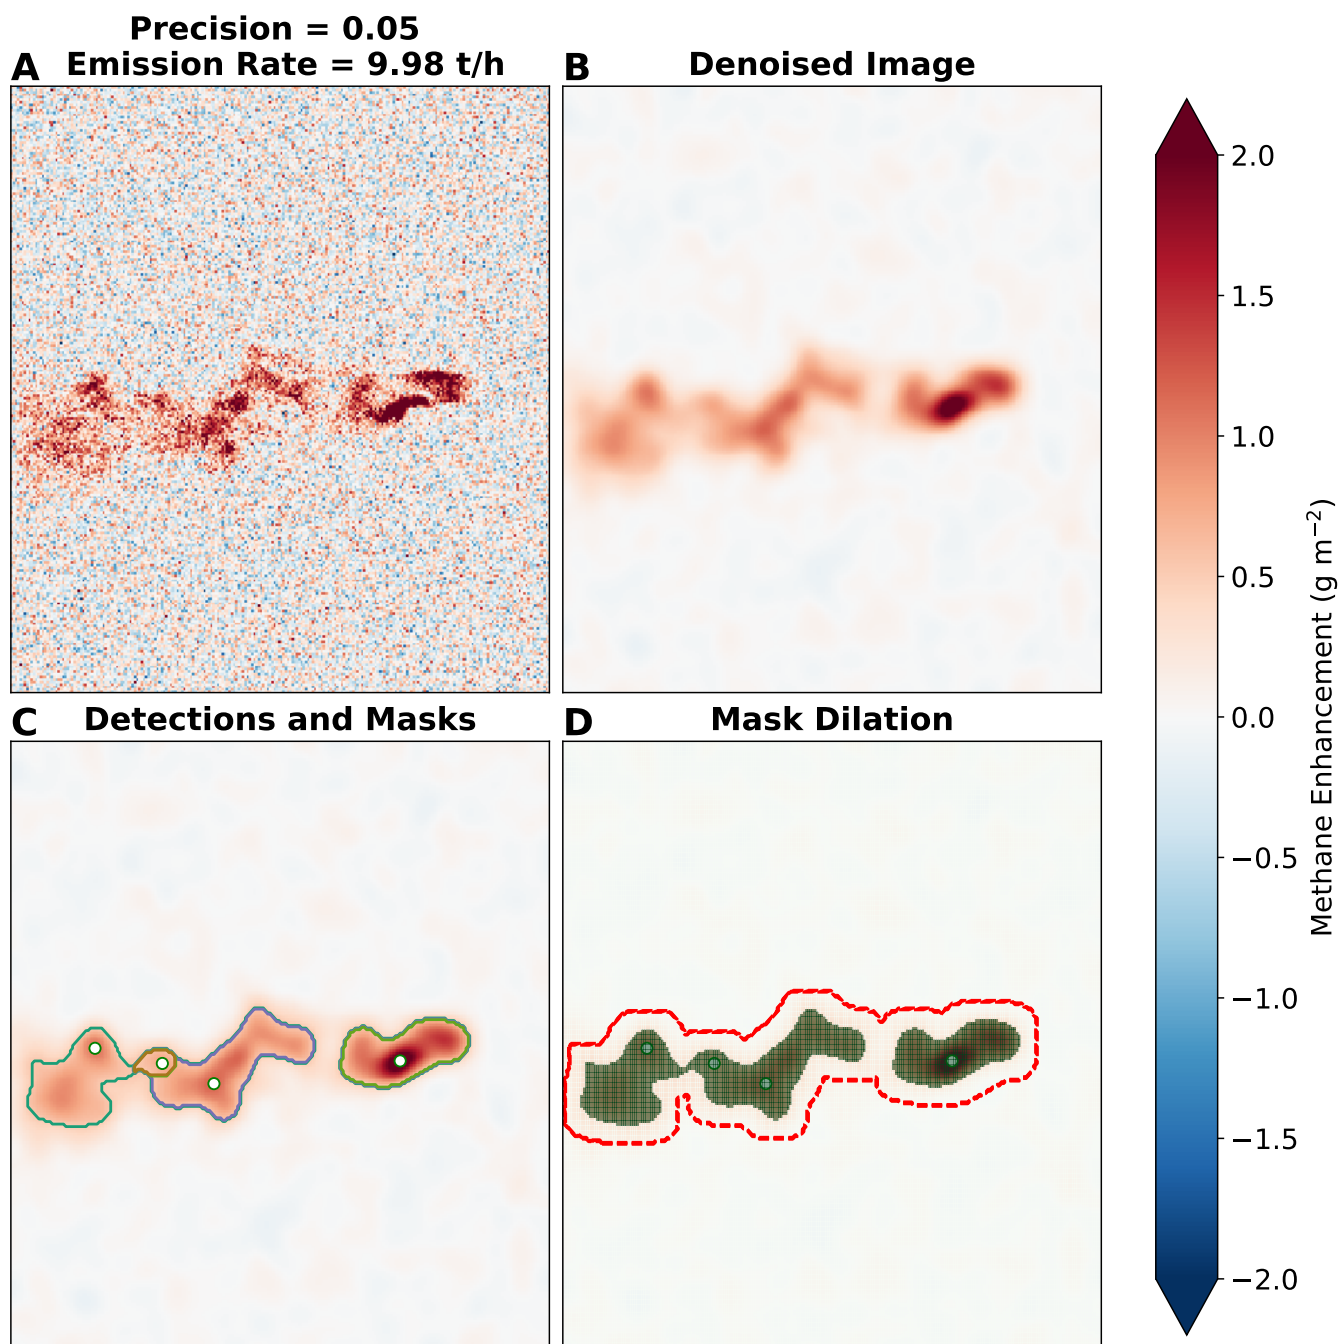 Precision = 0.05
A Emission Rate = 9.98 t/h
B Denoised Image
C Detections and Masks
D Mask Dilation
2.0
1.5
1.0
0.5
0.0
−0.5
−1.0
−1.5
−2.0
Methane Enhancement (g m⁻²)